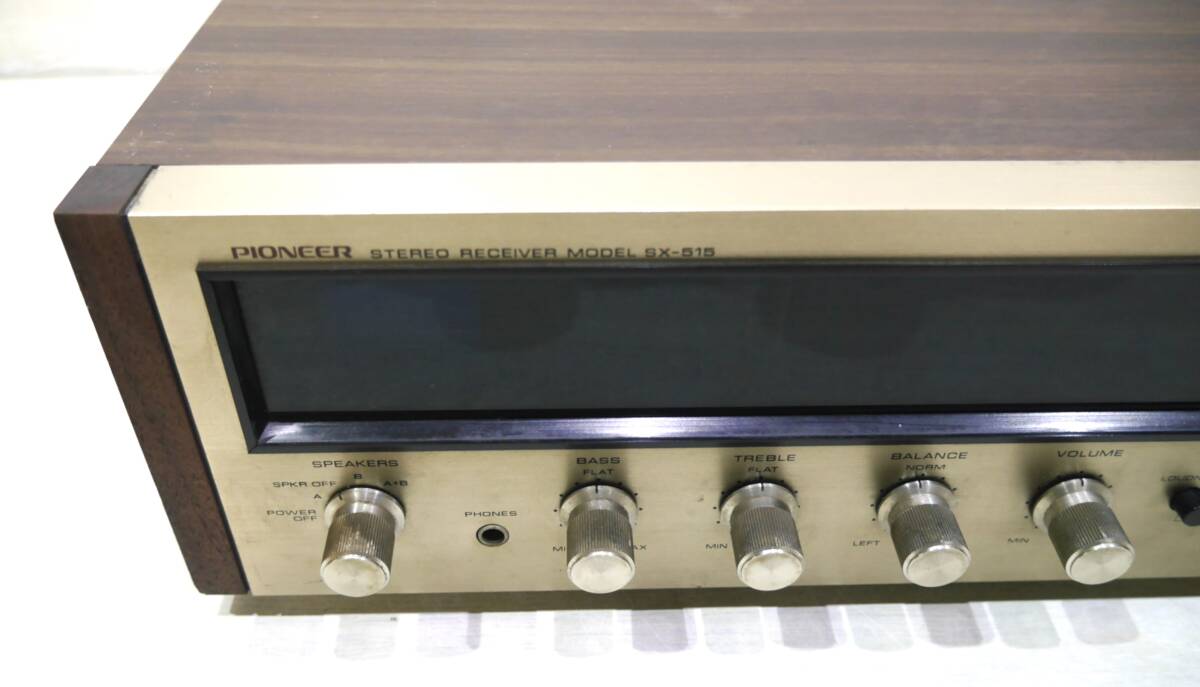 PIONEER STEREO RECEIVER MODEL SX-515
SPEAKERS
SPKR OFF A B A+B
POWER OFF
PHONES
BASS
FLAT
TREBLE
FLAT
MIN
BALANCE
NORM
LEFT
VOLUME
MIN